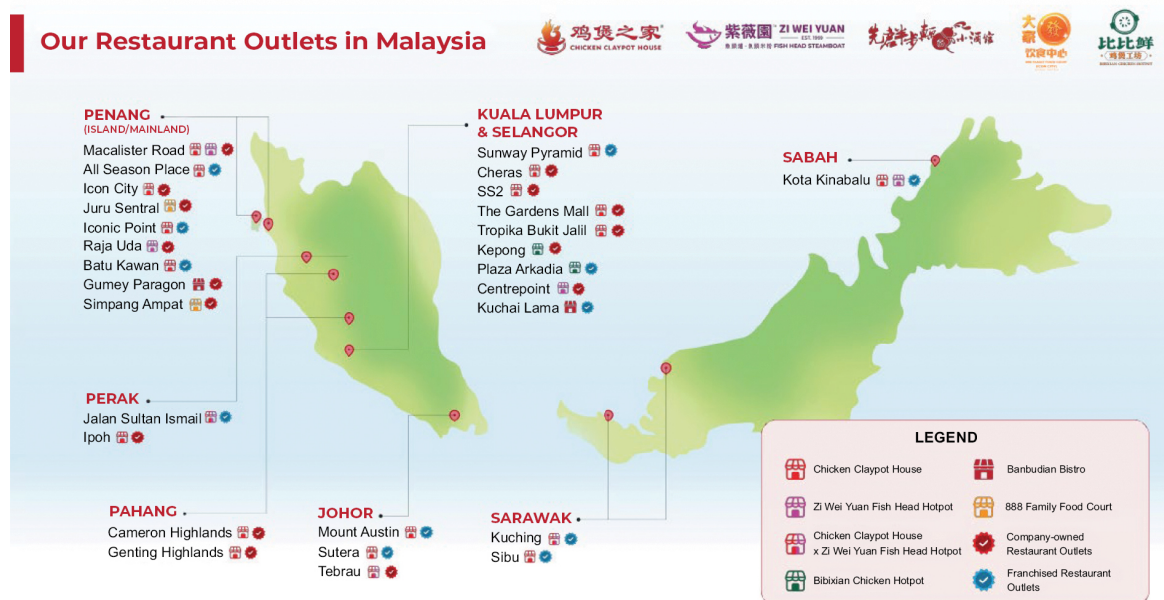 Our Restaurant Outlets in Malaysia
鸡煲之家
CHICKEN CLAYPOT HOUSE
紫薇園 ZI WEI YUAN
EST. 1989
FISH HEAD STEAMBOAT
大豪
饮食中心
比比鲜
鸡煲工坊
BIBIXIAN CHICKEN HOTPOT
PENANG
(ISLAND/MAINLAND)
Macalister Road
All Season Place
Icon City
Juru Sentral
Iconic Point
Raja Uda
Batu Kawan
Gurney Paragon
Simpang Ampat
KUALA LUMPUR
& SELANGOR
Sunway Pyramid
Cheras
SS2
The Gardens Mall
Tropika Bukit Jalil
Kepong
Plaza Arkadia
Centrepoint
Kuchai Lama
SABAH
Kota Kinabalu
PERAK
Jalan Sultan Ismail
Ipoh
PAHANG
Cameron Highlands
Genting Highlands
JOHOR
Mount Austin
Sutera
Tebrau
SARAWAK
Kuching
Sibu
LEGEND
Chicken Claypot House
Zi Wei Yuan Fish Head Hotpot
Chicken Claypot House
x Zi Wei Yuan Fish Head Hotpot
Bibixian Chicken Hotpot
Banbudian Bistro
888 Family Food Court
Company-owned
Restaurant Outlets
Franchised Restaurant
Outlets